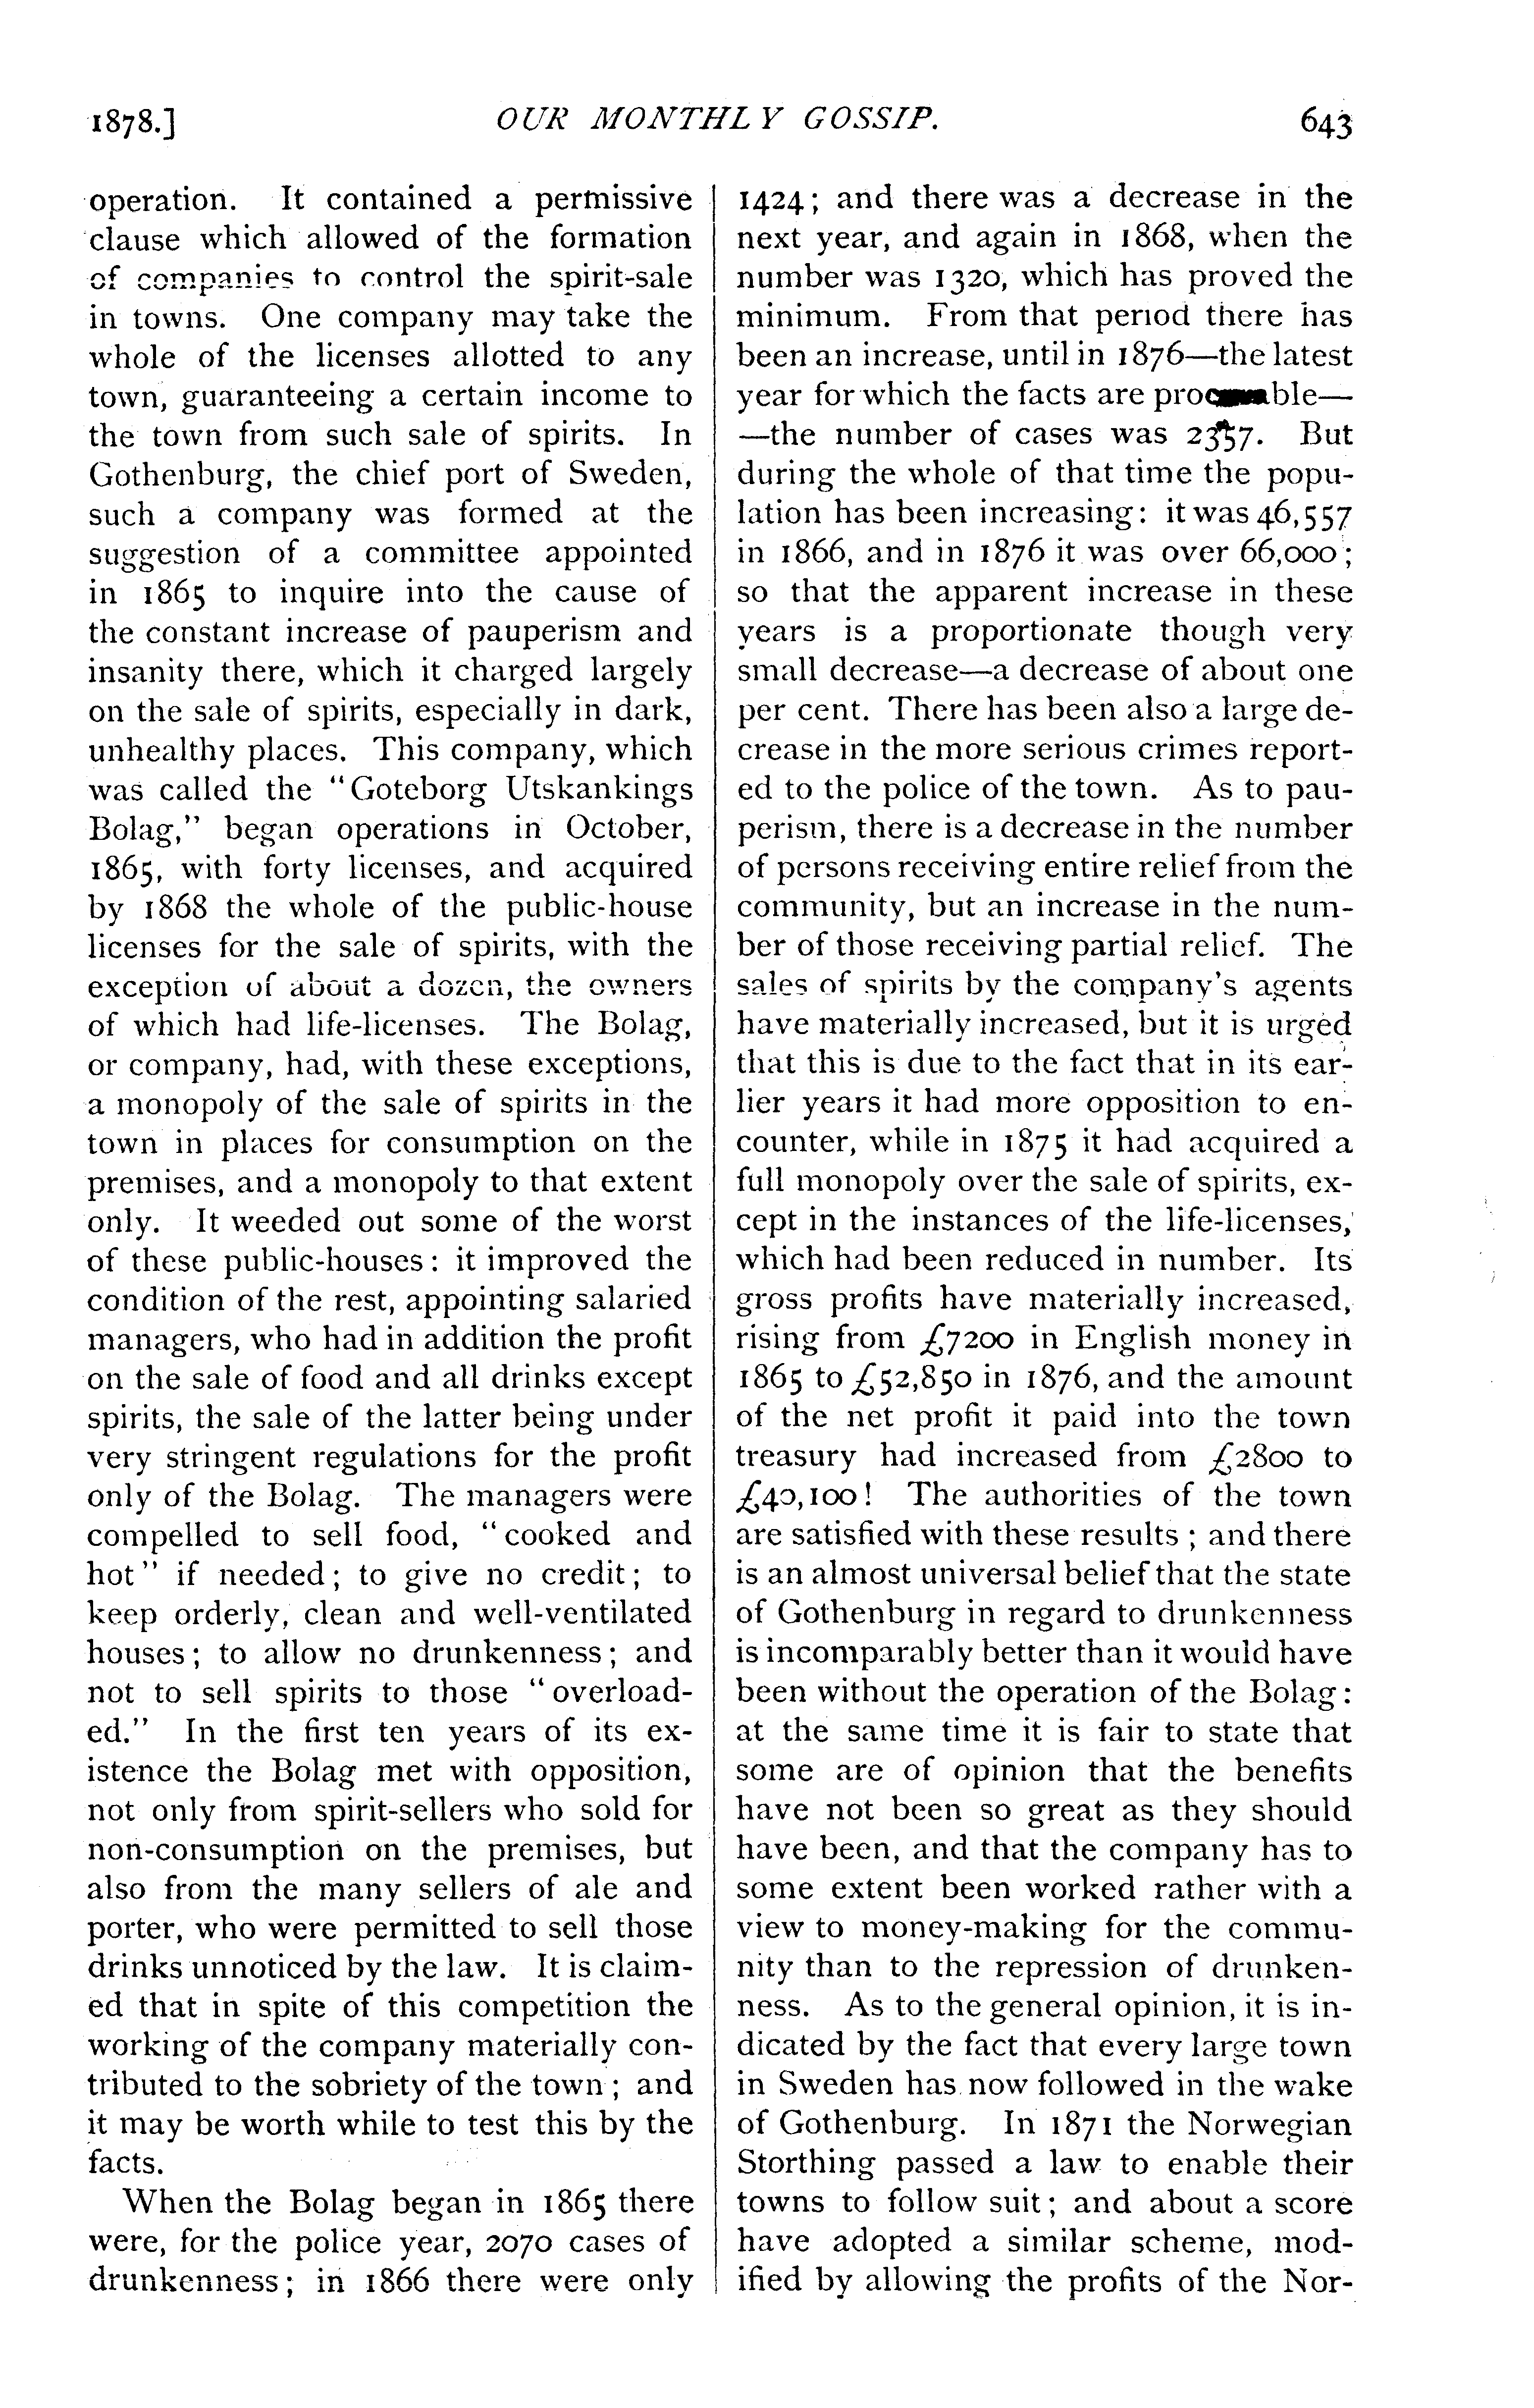 1878.] OUR MONTHLY GOSSIP. 643
operation. It contained a permissive
clause which allowed of the formation
of companies to control the spirit-sale
in towns. One company may take the
whole of the licenses allotted to any
town, guaranteeing a certain income to
the town from such sale of spirits. In
Gothenburg, the chief port of Sweden,
such a company was formed at the
suggestion of a committee appointed
in 1865 to inquire into the cause of
the constant increase of pauperism and
insanity there, which it charged largely
on the sale of spirits, especially in dark,
unhealthy places. This company, which
was called the "Goteborg Utskankings
Bolag," began operations in October,
1865, with forty licenses, and acquired
by 1868 the whole of the public-house
licenses for the sale of spirits, with the
exception of about a dozen, the owners
of which had life-licenses. The Bolag,
or company, had, with these exceptions,
a monopoly of the sale of spirits in the
town in places for consumption on the
premises, and a monopoly to that extent
only. It weeded out some of the worst
of these public-houses: it improved the
condition of the rest, appointing salaried
managers, who had in addition the profit
on the sale of food and all drinks except
spirits, the sale of the latter being under
very stringent regulations for the profit
only of the Bolag. The managers were
compelled to sell food, "cooked and
hot" if needed; to give no credit; to
keep orderly, clean and well-ventilated
houses; to allow no drunkenness; and
not to sell spirits to those "overload-
ed." In the first ten years of its ex-
istence the Bolag met with opposition,
not only from spirit-sellers who sold for
non-consumption on the premises, but
also from the many sellers of ale and
porter, who were permitted to sell those
drinks unnoticed by the law. It is claim-
ed that in spite of this competition the
working of the company materially con-
tributed to the sobriety of the town; and
it may be worth while to test this by the
facts.
When the Bolag began in 1865 there
were, for the police year, 2070 cases of
drunkenness; in 1866 there were only
1424; and there was a decrease in the
next year, and again in 1868, when the
number was 1320, which has proved the
minimum. From that period there has
been an increase, until in 1876—the latest
year for which the facts are —
—the number of cases was . But
during the whole of that time the popu-
lation has been increasing: it was 46,557
in 1866, and in 1876 it was over 66,000;
so that the apparent increase in these
years is a proportionate though very
small decrease—a decrease of about one
per cent. There has been also a large de-
crease in the more serious crimes report-
ed to the police of the town. As to pau-
perism, there is a decrease in the number
of persons receiving entire relief from the
community, but an increase in the num-
ber of those receiving partial relief. The
sales of spirits by the company's agents
have materially increased, but it is urged
that this is due to the fact that in its ear-
lier years it had more opposition to en-
counter, while in 1875 it had acquired a
full monopoly over the sale of spirits, ex-
cept in the instances of the life-licenses,
which had been reduced in number. Its
gross profits have materially increased,
rising from £7200 in English money in
1865 to £52,850 in 1876, and the amount
of the net profit it paid into the town
treasury had increased from £2800 to
£40,100! The authorities of the town
are satisfied with these results; and there
is an almost universal belief that the state
of Gothenburg in regard to drunkenness
is incomparably better than it would have
been without the operation of the Bolag:
at the same time it is fair to state that
some are of opinion that the benefits
have not been so great as they should
have been, and that the company has to
some extent been worked rather with a
view to money-making for the commu-
nity than to the repression of drunken-
ness. As to the general opinion, it is in-
dicated by the fact that every large town
in Sweden has now followed in the wake
of Gothenburg. In 1871 the Norwegian
Storthing passed a law to enable their
towns to follow suit; and about a score
have adopted a similar scheme, mod-
ified by allowing the profits of the Nor-